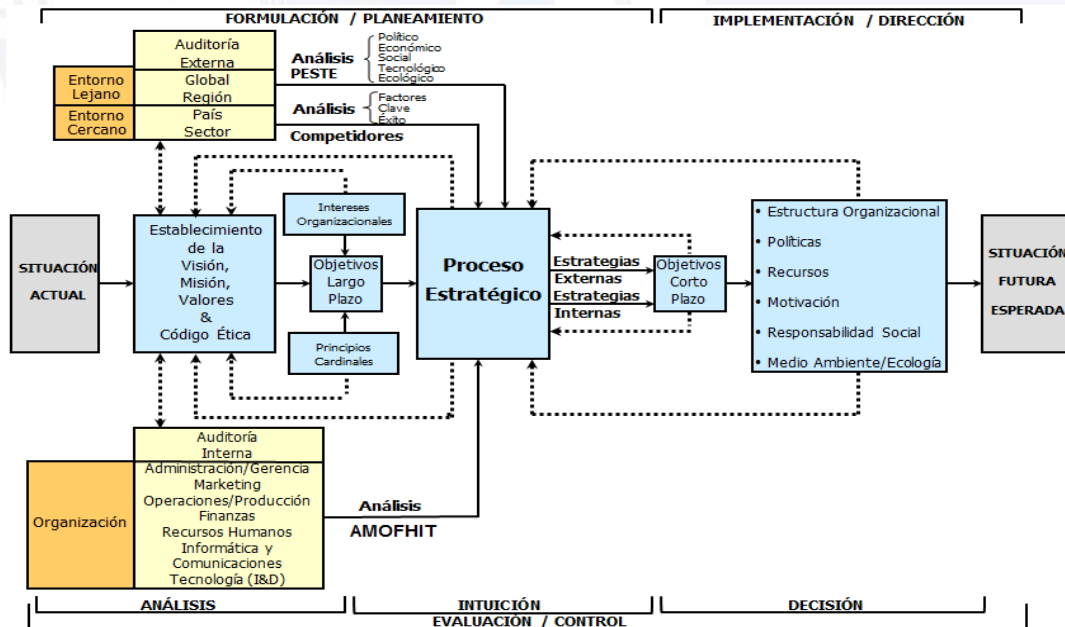 FORMULACIÓN / PLANEAMIENTO
IMPLEMENTACIÓN / DIRECCIÓN
Auditoría
Externa
Entorno
Lejano
Global
Región
Entorno
Cercano
País
Sector
Análisis
PESTE
Político
Económico
Social
Tecnológico
Ecológico
Análisis
Competidores
Factores
Clave
Éxito
SITUACIÓN
ACTUAL
Establecimiento
de la
Visión,
Misión,
Valores
&
Código Ética
Intereses
Organizacionales
Objetivos
Largo
Plazo
Principios
Cardinales
Proceso
Estratégico
Estrategias
Externas
Estrategias
Internas
Objetivos
Corto
Plazo
• Estructura Organizacional
• Políticas
• Recursos
• Motivación
• Responsabilidad Social
• Medio Ambiente/Ecología
SITUACIÓN
FUTURA
ESPERADA
Organización
Auditoría
Interna
Administración/Gerencia
Marketing
Operaciones/Producción
Finanzas
Recursos Humanos
Informática y
Comunicaciones
Tecnología (I&D)
Análisis
AMOFHIT
ANÁLISIS
INTUICIÓN
DECISIÓN
EVALUACIÓN / CONTROL